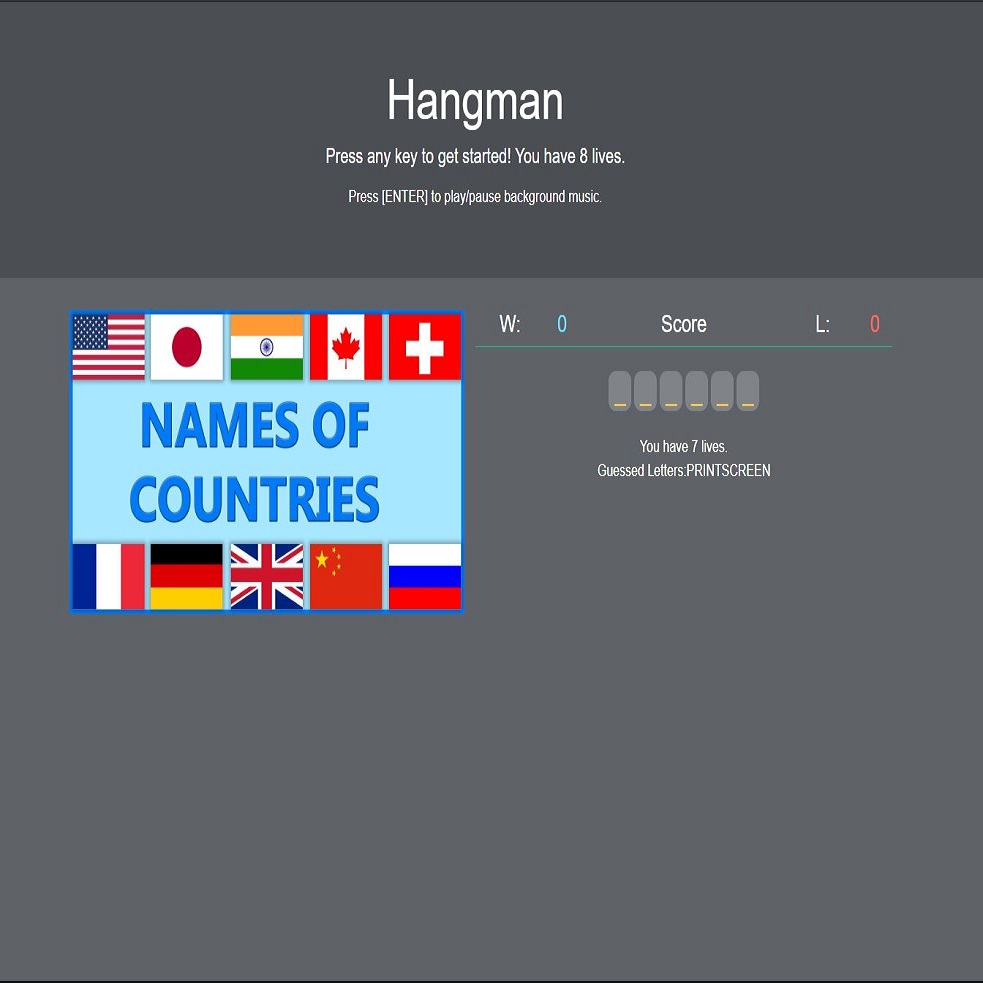 Hangman
Press any key to get started! You have 8 lives.
Press [ENTER] to play/pause background music.
NAMES OF
COUNTRIES
W: 0 Score L: 0
_ _ _ _ _ _
You have 7 lives.
Guessed Letters:PRINTSCREEN